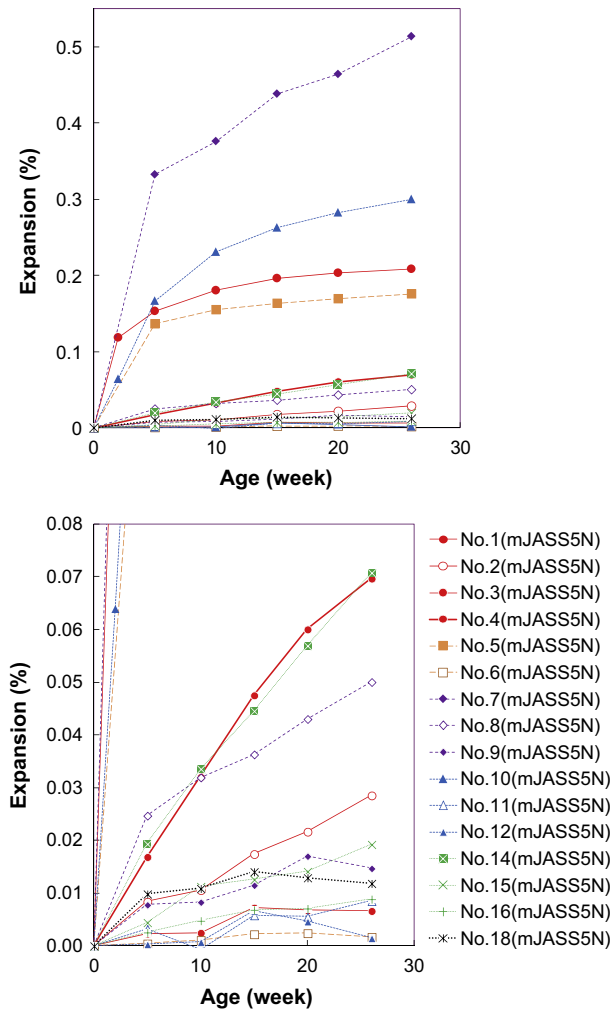 0.5
0.4
0.3
0.2
0.1
0
0
10
20
30
Expansion (%)
Age (week)
0.08
0.07
0.06
0.05
0.04
0.03
0.02
0.01
0.00
0
10
20
30
Expansion (%)
Age (week)
No.1(mJASS5N)
No.2(mJASS5N)
No.3(mJASS5N)
No.4(mJASS5N)
No.5(mJASS5N)
No.6(mJASS5N)
No.7(mJASS5N)
No.8(mJASS5N)
No.9(mJASS5N)
No.10(mJASS5N)
No.11(mJASS5N)
No.12(mJASS5N)
No.14(mJASS5N)
No.15(mJASS5N)
No.16(mJASS5N)
No.18(mJASS5N)